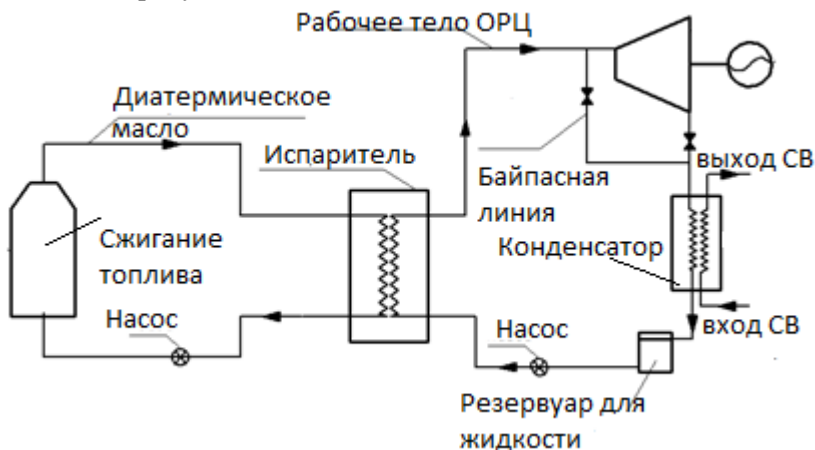 Рабочее тело ОРЦ
Диатермическое
масло
Испаритель
Байпасная
линия
выход СВ
Конденсатор
Сжигание
топлива
Насос
Насос
вход СВ
Резервуар для
жидкости